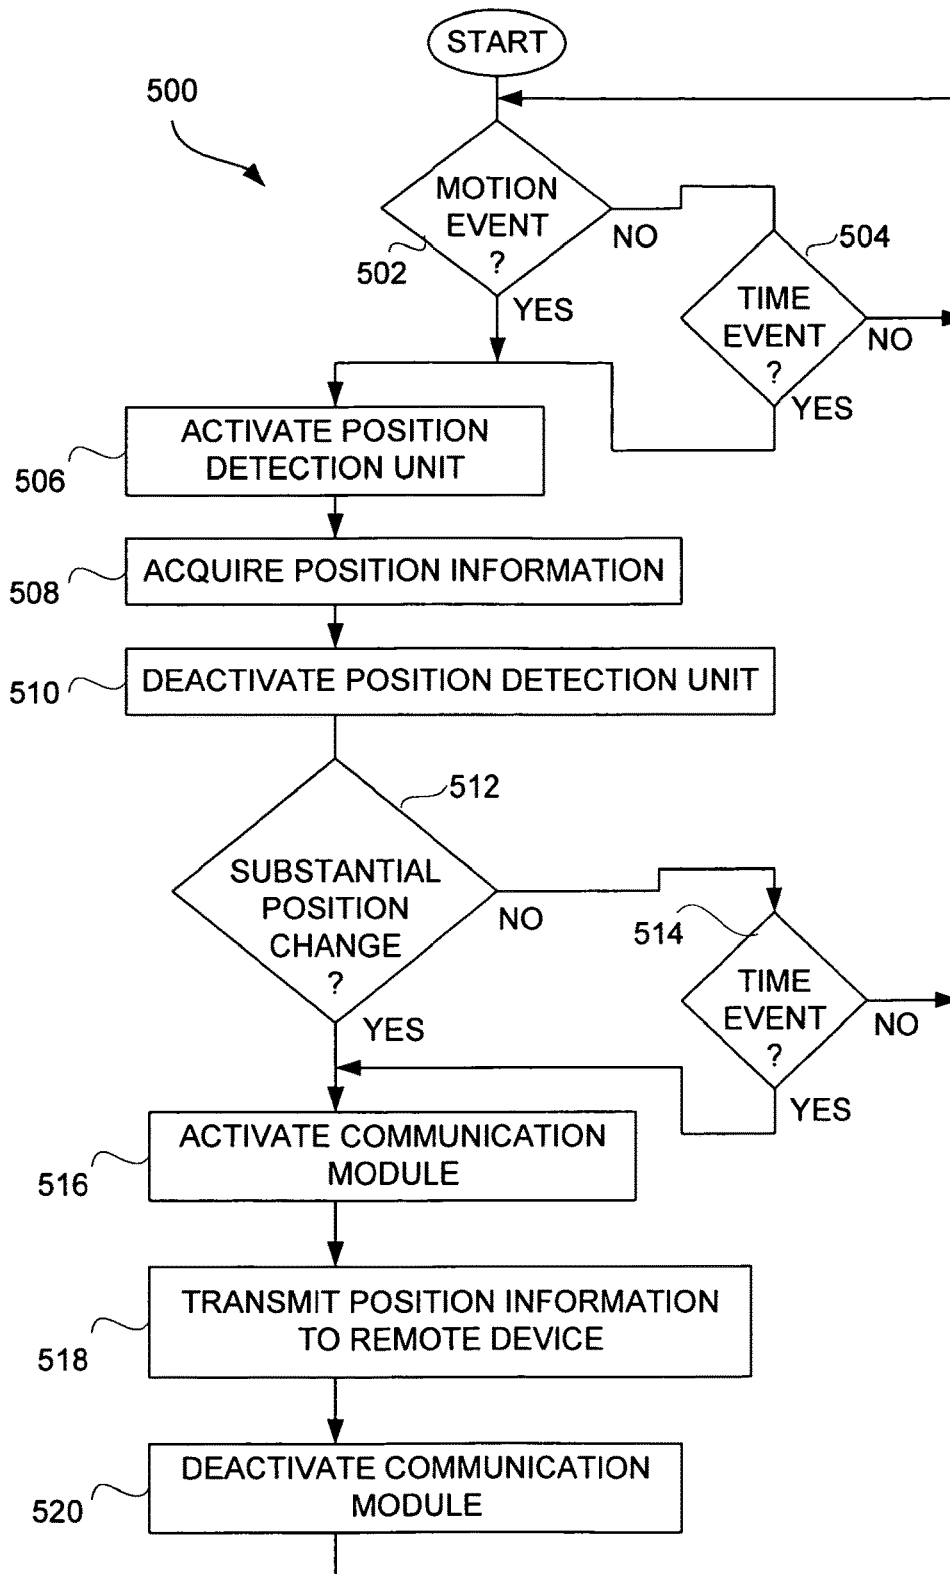 START
500
MOTION
EVENT
?
502
NO
YES
504
TIME
EVENT
?
NO
YES
ACTIVATE POSITION
DETECTION UNIT
506
ACQUIRE POSITION INFORMATION
508
DEACTIVATE POSITION DETECTION UNIT
510
512
SUBSTANTIAL
POSITION
CHANGE
?
NO
YES
514
TIME
EVENT
?
NO
YES
ACTIVATE COMMUNICATION
MODULE
516
TRANSMIT POSITION INFORMATION
TO REMOTE DEVICE
518
DEACTIVATE COMMUNICATION
MODULE
520